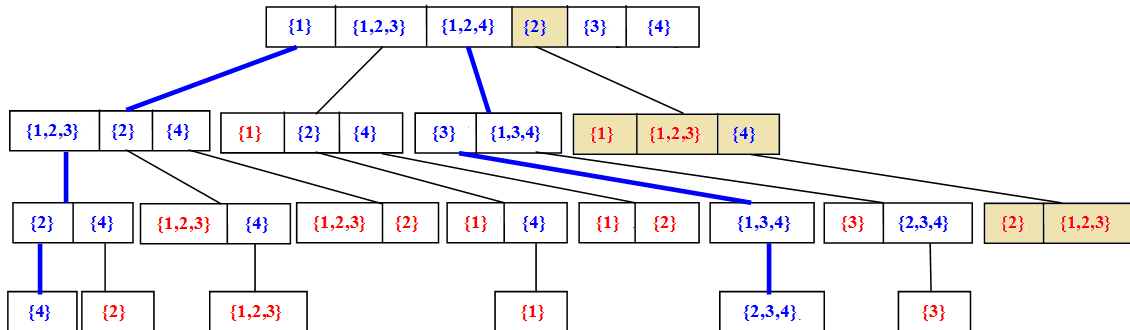 {1} {1,2,3} {1,2,4} {2} {3} {4}
{1,2,3} {2} {4} {1} {2} {4} {3} {1,3,4} {1} {1,2,3} {4}
{2} {4} {1,2,3} {4} {1,2,3} {2} {1} {4} {1} {2} {1,3,4} {3} {2,3,4} {2} {1,2,3}
{4} {2} {1,2,3} {1} {2,3,4} {3}